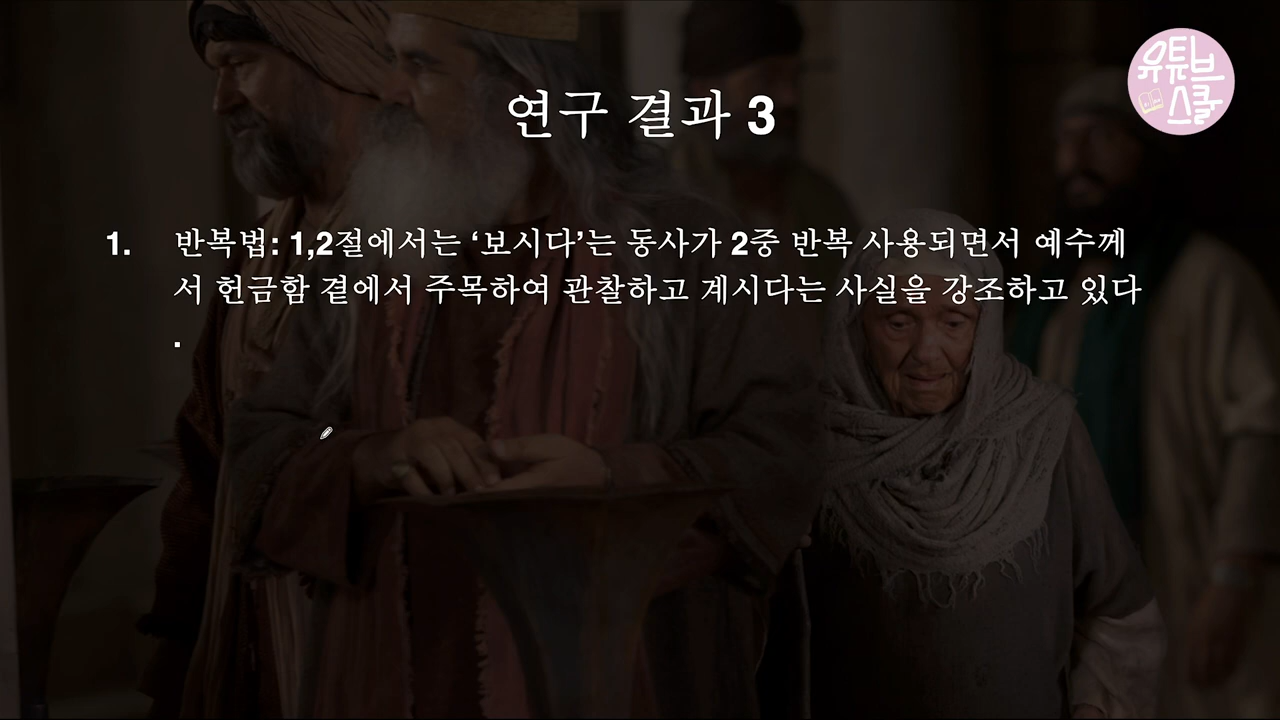 유튜브
스쿨
연구 결과 3
1. 반복법: 1,2절에서는 ‘보시다’는 동사가 2중 반복 사용되면서 예수께
서 헌금함 곁에서 주목하여 관찰하고 계시다는 사실을 강조하고 있다
.